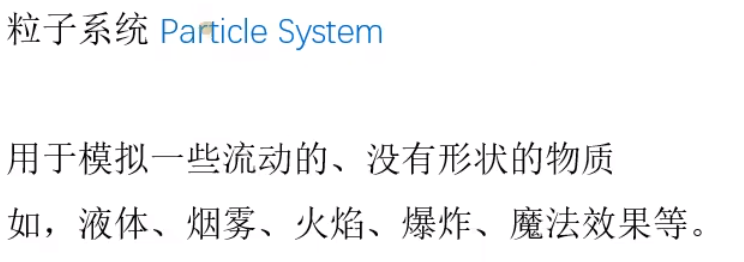 粒子系统 Particle System
用于模拟一些流动的、没有形状的物质
如，液体、烟雾、火焰、爆炸、魔法效果等。